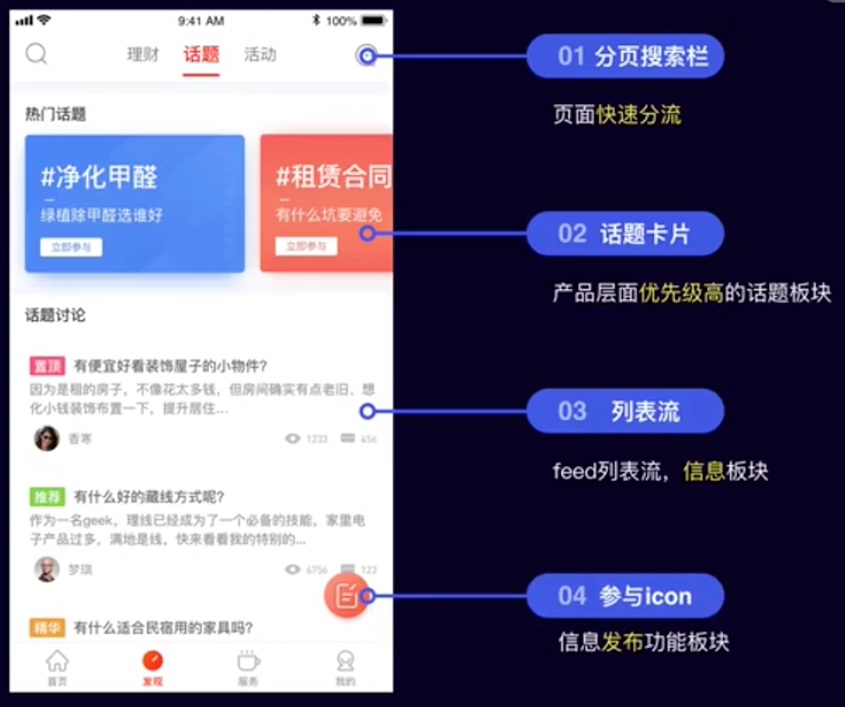 9:41 AM
100%
理财 话题 活动
01 分页搜索栏
页面快速分流
热门话题
#净化甲醛
绿植除甲醛选谁好
立即参与
#租赁合同
有什么坑要避免
立即参与
02 话题卡片
产品层面优先级高的话题板块
话题讨论
置顶 有便宜好看装饰屋子的小物件?
因为是租的房子，不像花太多钱，但房间确实有点老旧、想
化小钱装饰布置一下，提升居住...
香寒 1233 456
03 列表流
feed列表流，信息板块
推荐 有什么好的藏线方式呢?
作为一名geek，理线已经成为了一个必备的技能，家里电
子产品过多，满地是线，快来看看我的特别的...
梦琪 6756 123
04 参与icon
信息发布功能板块
精华 有什么适合民宿用的家具吗?
首页 发现 服务 我的